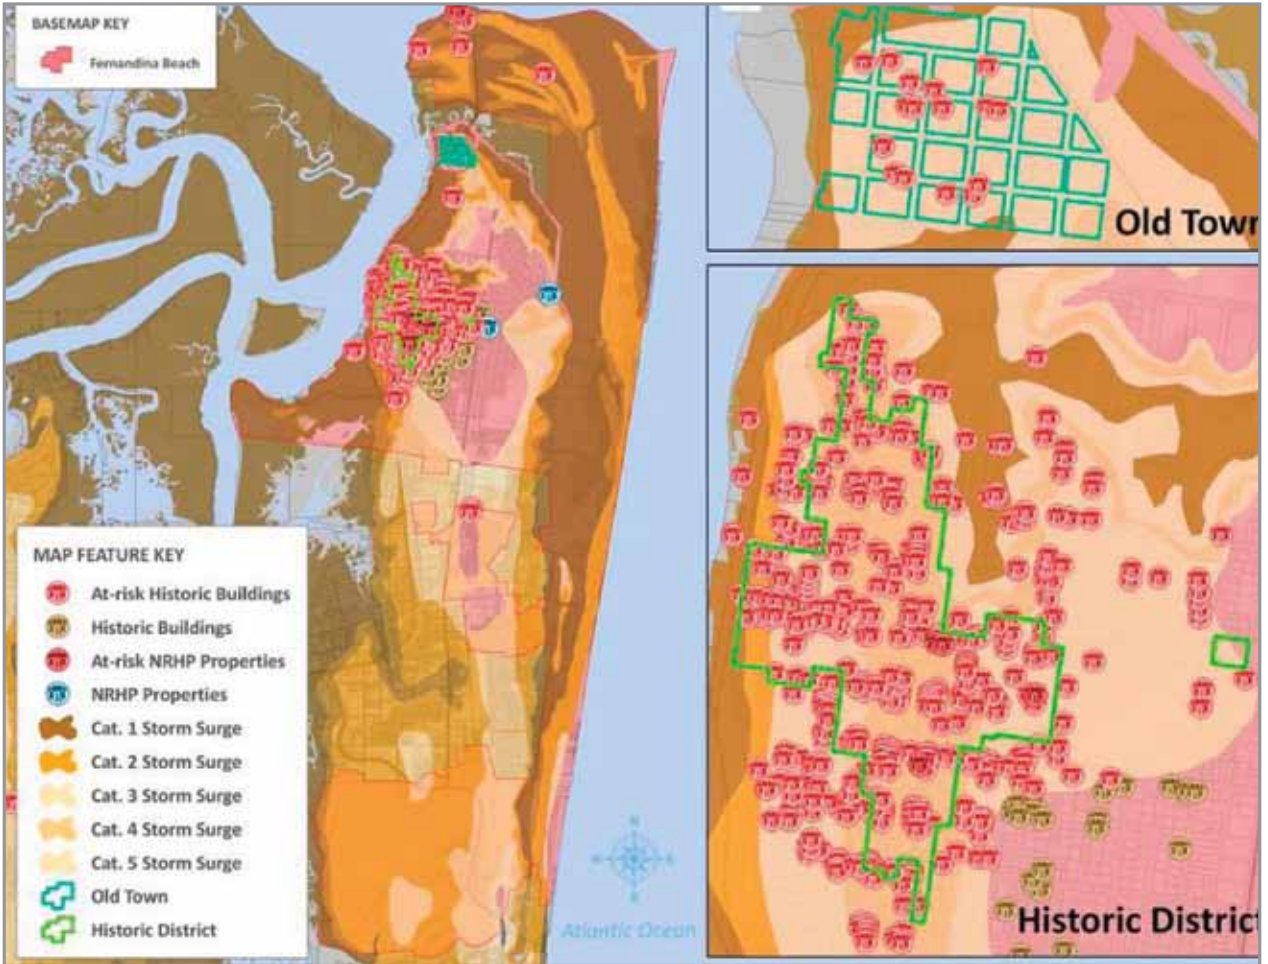 BASEMAP KEY
Fernandina Beach
Old Town
MAP FEATURE KEY
At-risk Historic Buildings
Historic Buildings
At-risk NRHP Properties
NRHP Properties
Cat. 1 Storm Surge
Cat. 2 Storm Surge
Cat. 3 Storm Surge
Cat. 4 Storm Surge
Cat. 5 Storm Surge
Old Town
Historic District
Atlantic Ocean
Historic District